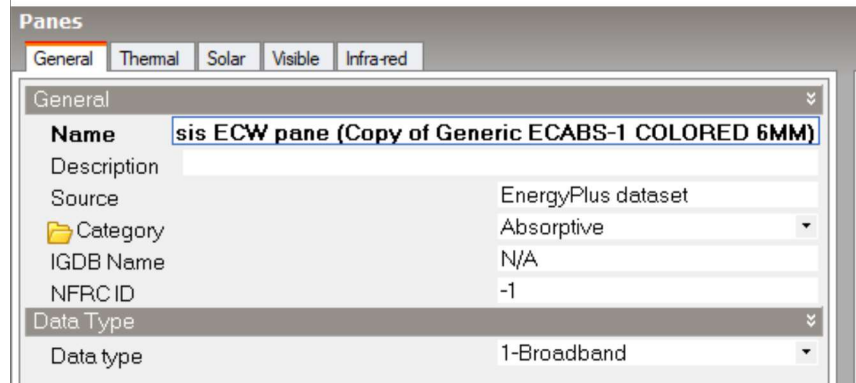 Panes
General Thermal Solar Visible Infra-red
General
Name sis ECW pane (Copy of Generic ECABS-1 COLORED 6MM)
Description
Source EnergyPlus dataset
Category Absorptive
IGDB Name N/A
NFRC ID -1
Data Type
Data type 1-Broadband